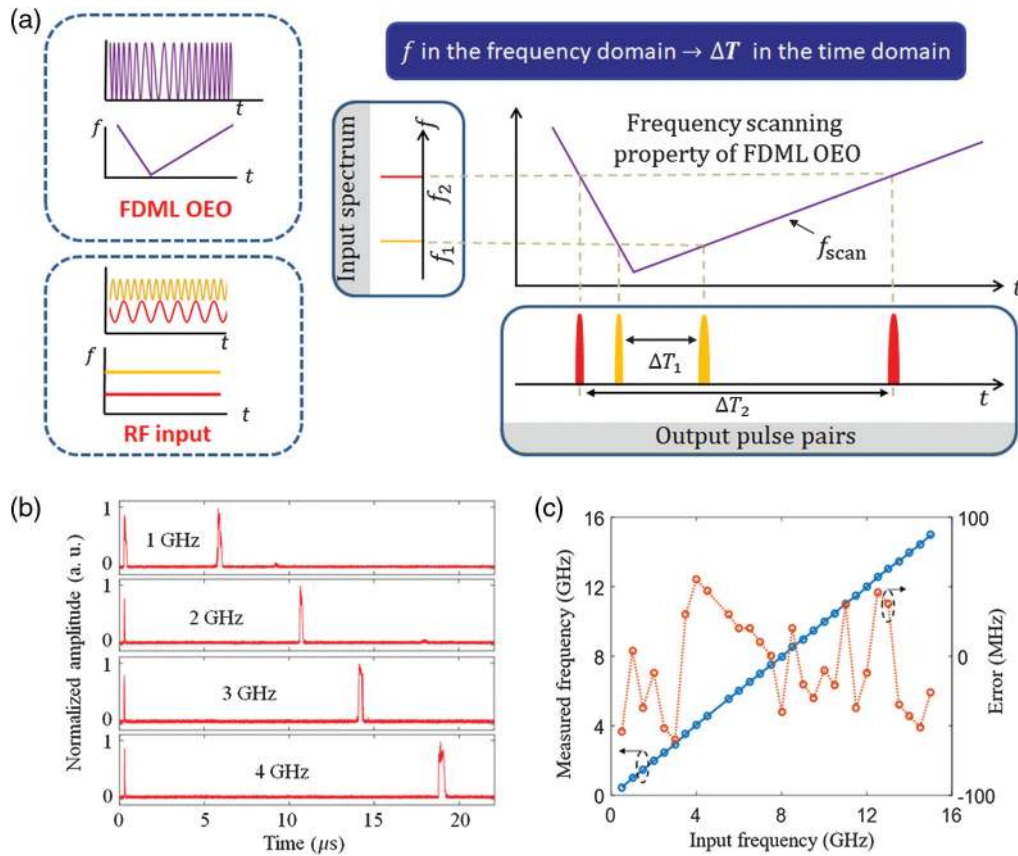 (a)
t
f
t
FDML OEO
f
t
RF input
f in the frequency domain → ΔT in the time domain
Input spectrum
f
f₂
f₁
Frequency scanning
property of FDML OEO
f_scan
t
ΔT₁
ΔT₂
t
Output pulse pairs
(b)
Normalized amplitude (a. u.)
1
0
1 GHz
1
0
2 GHz
1
0
3 GHz
1
0
4 GHz
0 5 10 15 20
Time (μs)
(c)
Measured frequency (GHz)
16
12
8
4
0
0 4 8 12 16
Input frequency (GHz)
100
0
-100
Error (MHz)